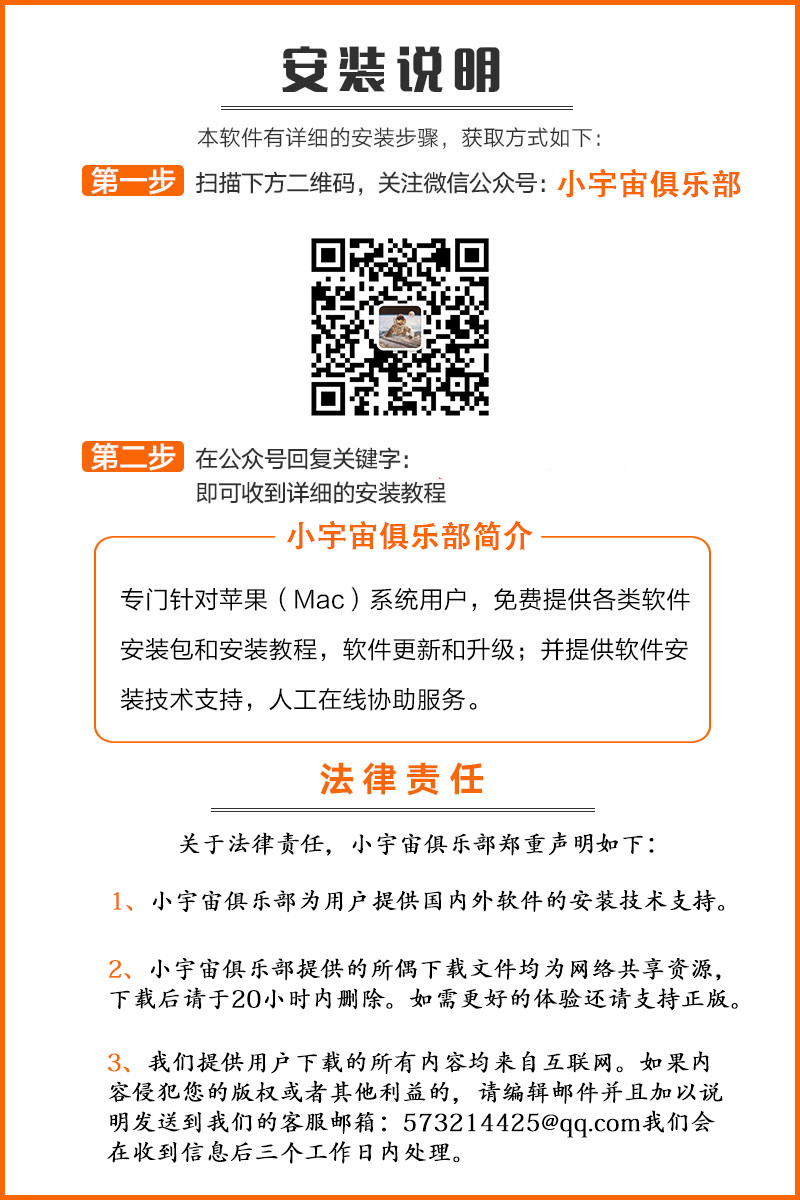 安装说明
本软件有详细的安装步骤，获取方式如下：
第一步 扫描下方二维码，关注微信公众号：小宇宙俱乐部
第二步 在公众号回复关键字：
即可收到详细的安装教程
小宇宙俱乐部简介
专门针对苹果（Mac）系统用户，免费提供各类软件
安装包和安装教程，软件更新和升级；并提供软件安
装技术支持，人工在线协助服务。
法律责任
关于法律责任，小宇宙俱乐部郑重声明如下：
1、小宇宙俱乐部为用户提供国内外软件的安装技术支持。
2、小宇宙俱乐部提供的所偶下载文件均为网络共享资源，
下载后请于20小时内删除。如需更好的体验还请支持正版。
3、我们提供用户下载的所有内容均来自互联网。如果内
容侵犯您的版权或者其他利益的，请编辑邮件并且加以说
明发送到我们的客服邮箱：573214425@qq.com我们会
在收到信息后三个工作日内处理。